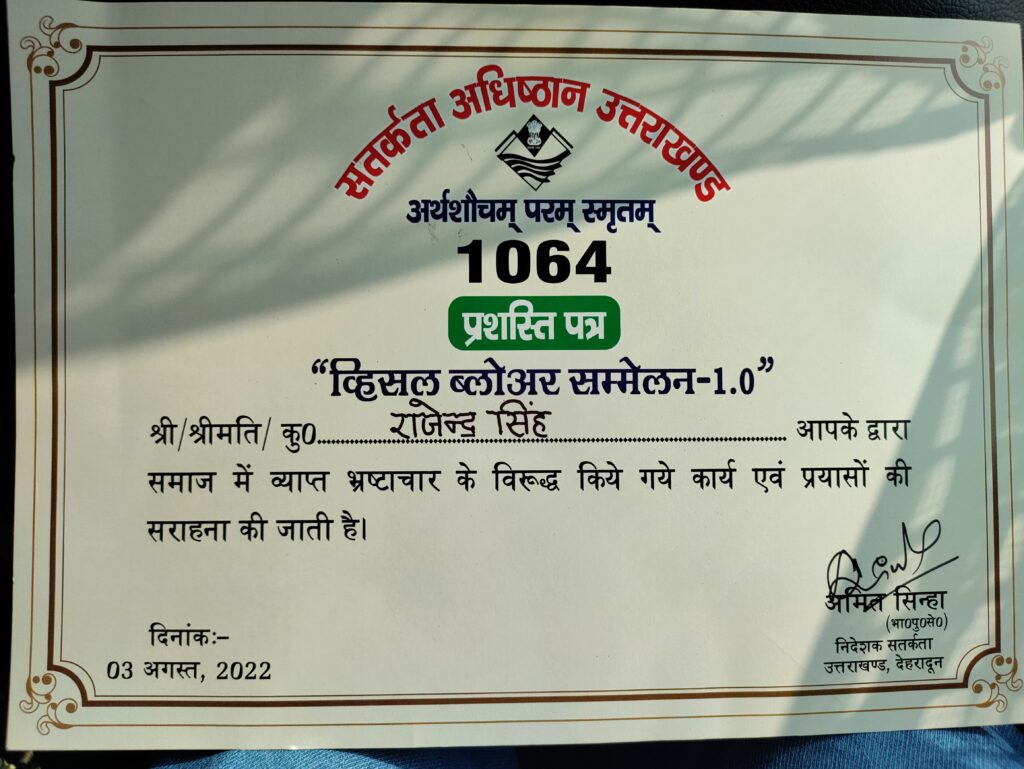 सतर्कता अधिष्ठान उत्तराखण्ड
अर्थशौचम् परम् स्मृतम्
1064
प्रशस्ति पत्र
“व्हिसल ब्लोअर सम्मेलन-1.0”
श्री/श्रीमति/ कु0 राजेन्द्र सिंह आपके द्वारा
समाज में व्याप्त भ्रष्टाचार के विरूद्ध किये गये कार्य एवं प्रयासों की
सराहना की जाती है।
अमित सिन्हा
(भा0पु0से0)
निदेशक सतर्कता
उत्तराखण्ड, देहरादून
दिनांकः–
03 अगस्त, 2022